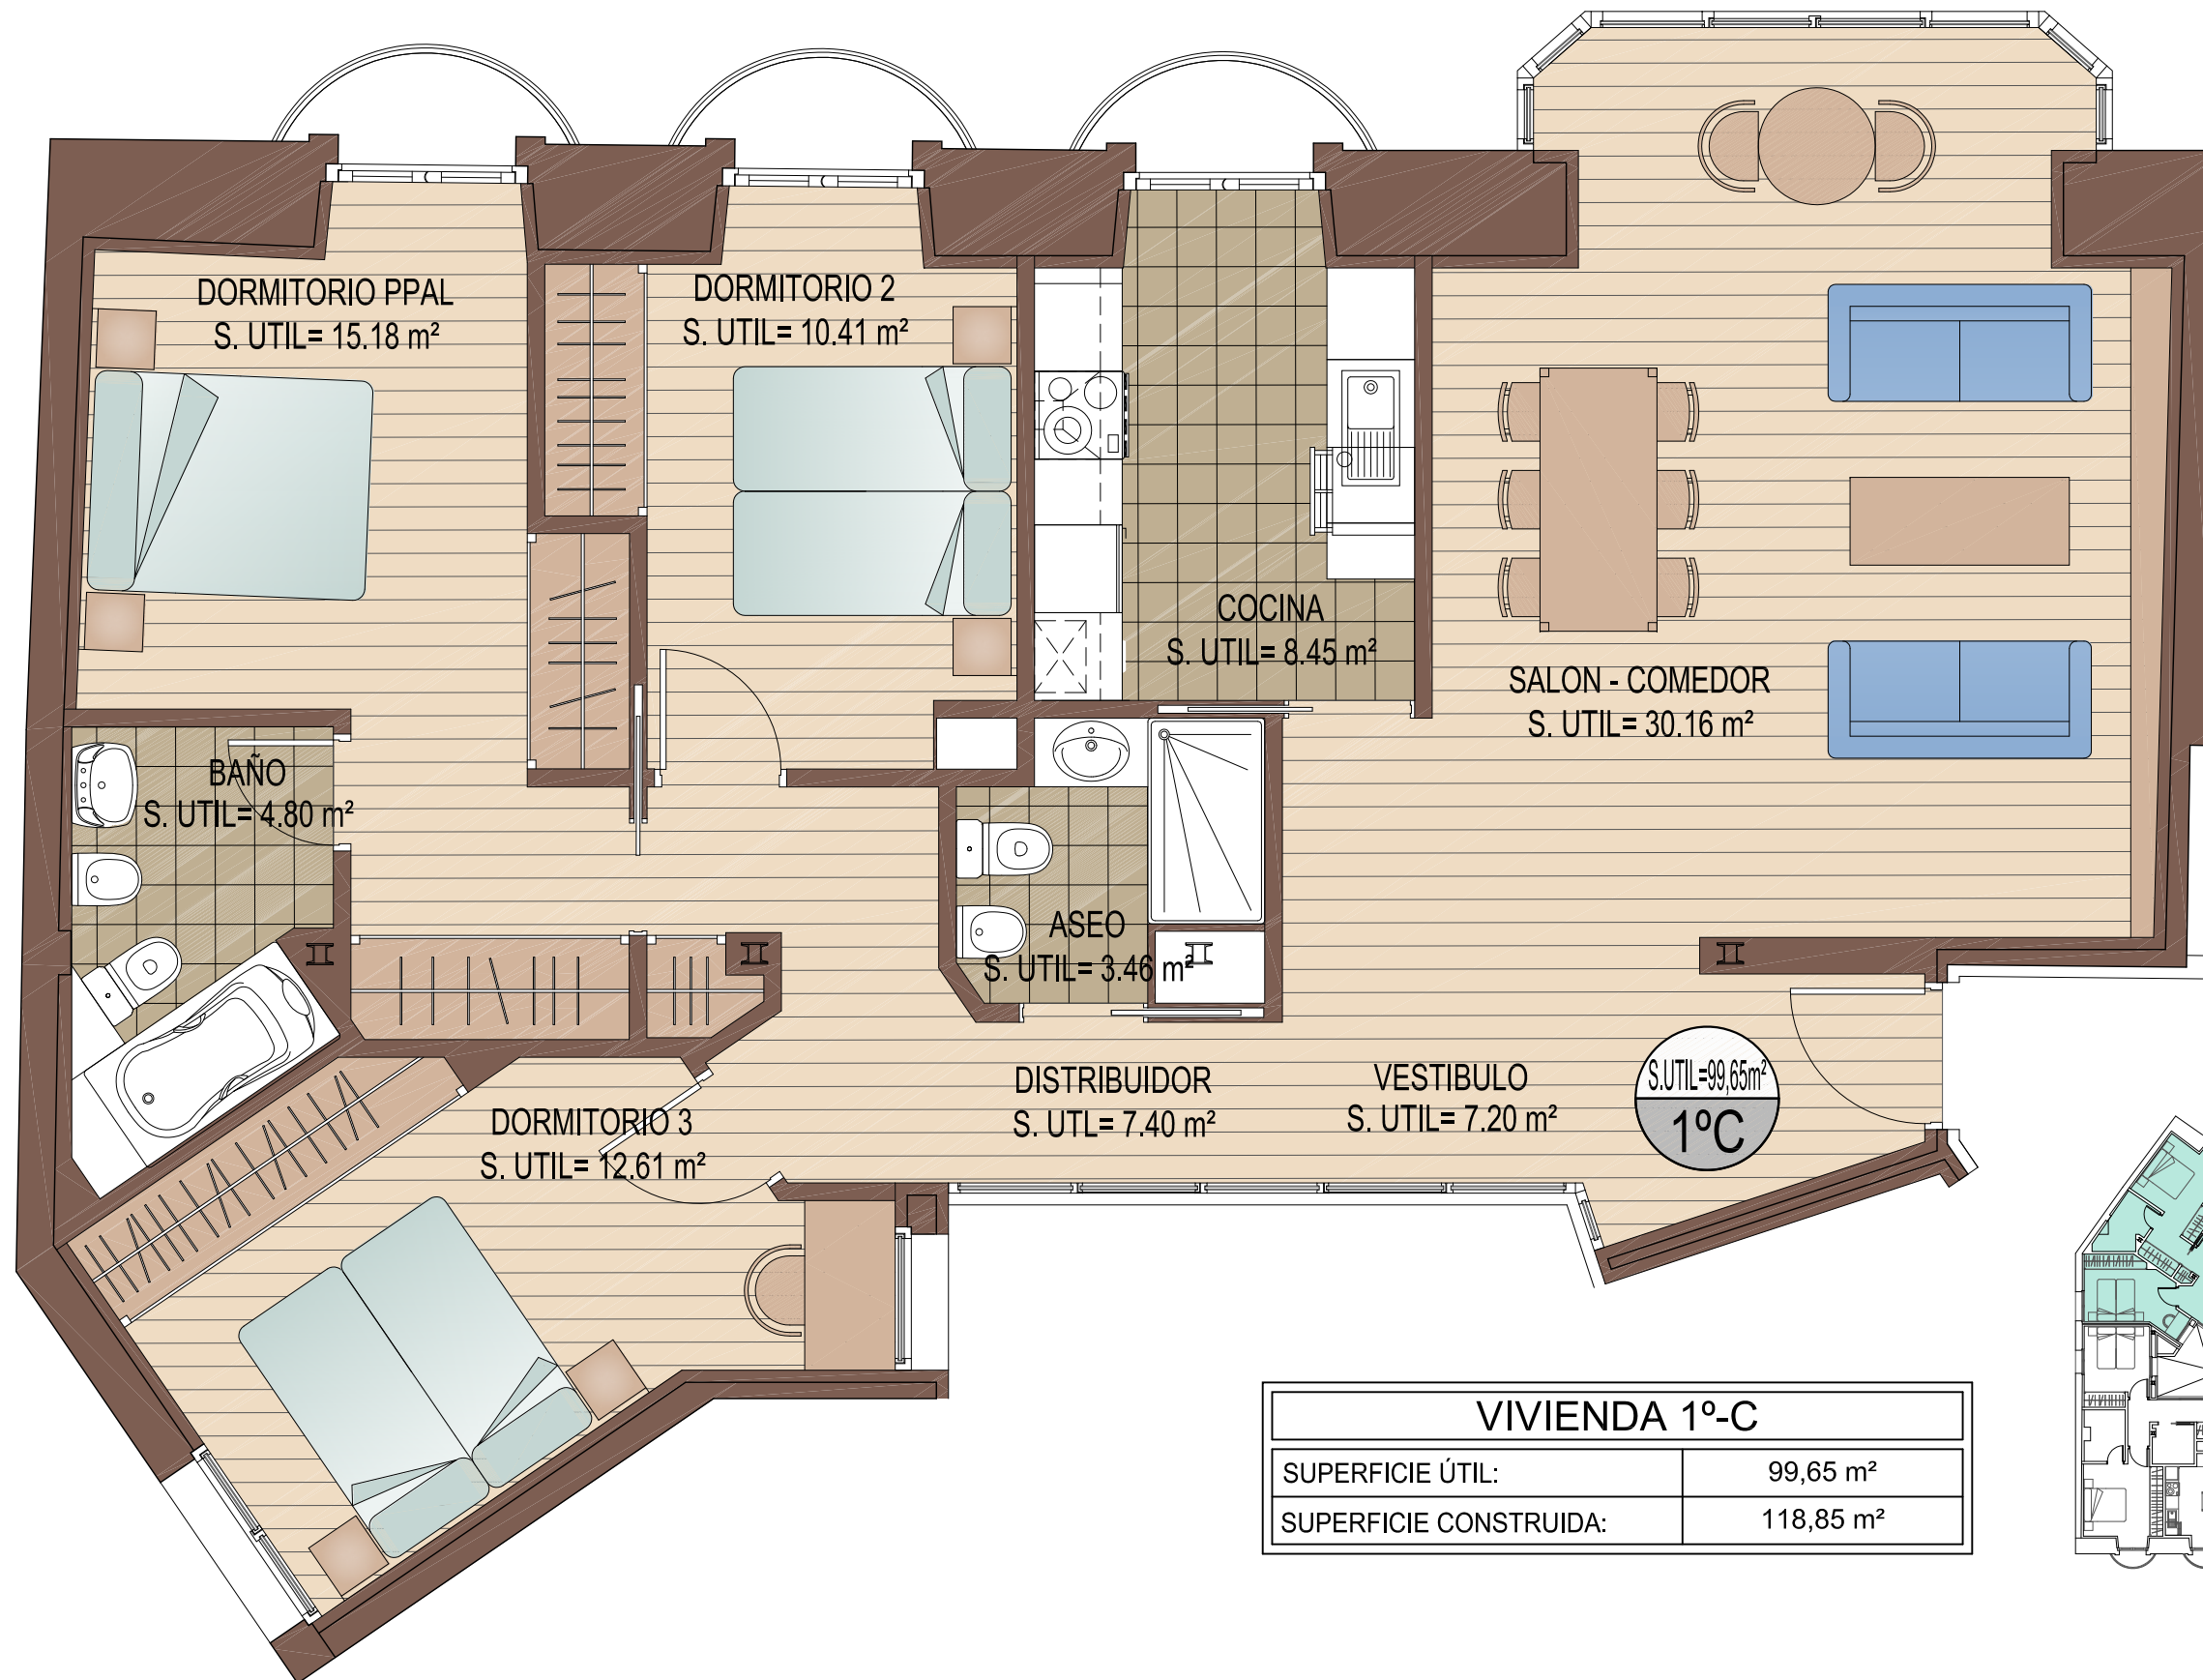 DORMITORIO PPAL
S. UTIL= 15.18 m²
DORMITORIO 2
S. UTIL= 10.41 m²
COCINA
S. UTIL= 8.45 m²
SALON - COMEDOR
S. UTIL= 30.16 m²
BAÑO
S. UTIL= 4.80 m²
ASEO
S. UTIL= 3.46 m²
DISTRIBUIDOR
S. UTL= 7.40 m²
VESTIBULO
S. UTIL= 7.20 m²
S.UTIL=99,65m²
1ºC
DORMITORIO 3
S. UTIL= 12.61 m²
VIVIENDA 1º-C
SUPERFICIE ÚTIL: 99,65 m²
SUPERFICIE CONSTRUIDA: 118,85 m²